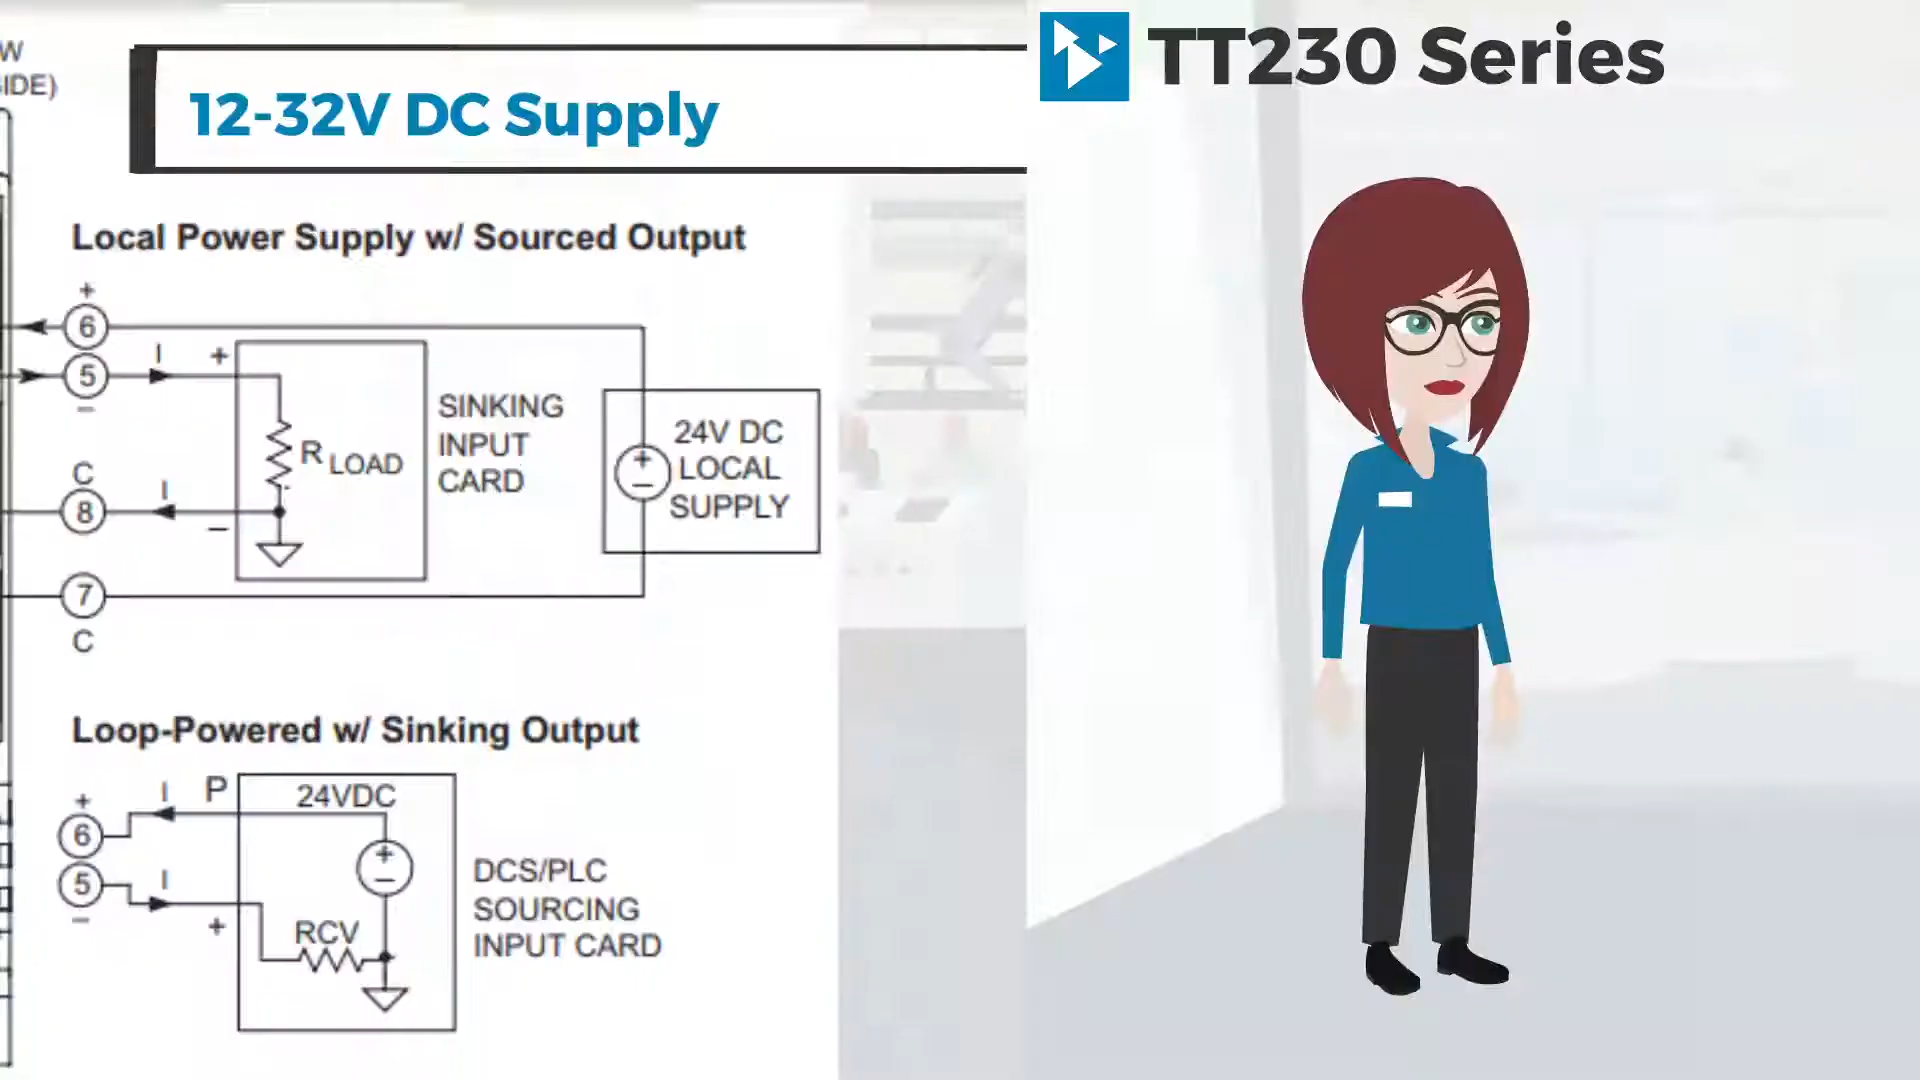 W
SIDE)
12-32V DC Supply
TT230 Series
Local Power Supply w/ Sourced Output
+
6
I
+
5
−
SINKING
INPUT
CARD
R LOAD
24V DC
LOCAL
SUPPLY
+
−
C
8
I
−
7
C
Loop-Powered w/ Sinking Output
+
6
I
P
24VDC
5
−
I
+
+
−
RCV
DCS/PLC
SOURCING
INPUT CARD